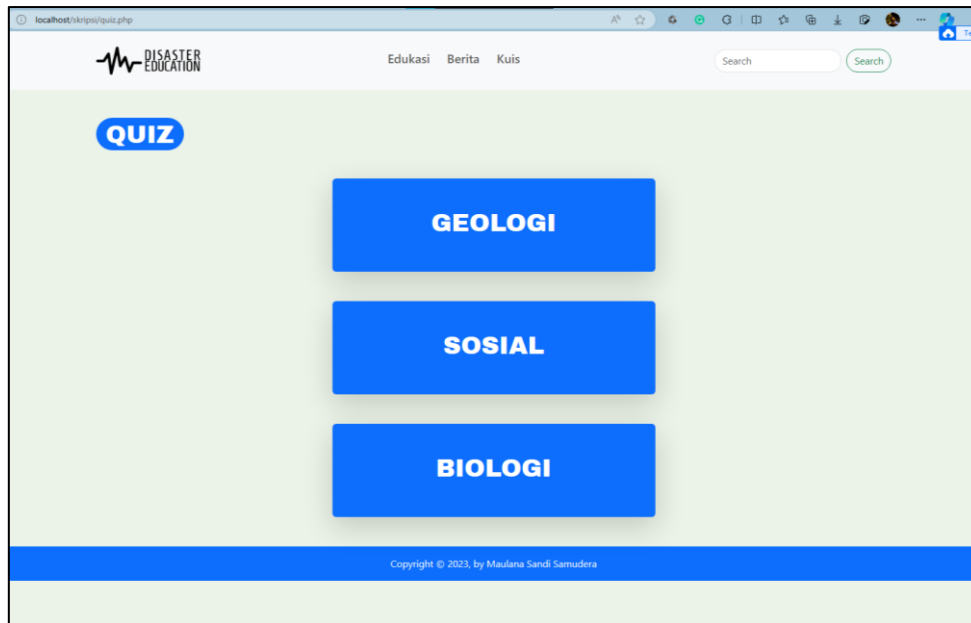 localhost/skripsi/quiz.php
DISASTER
EDUCATION
Edukasi Berita Kuis
Search Search
QUIZ
GEOLOGI
SOSIAL
BIOLOGI
Copyright © 2023, by Maulana Sandi Samudera